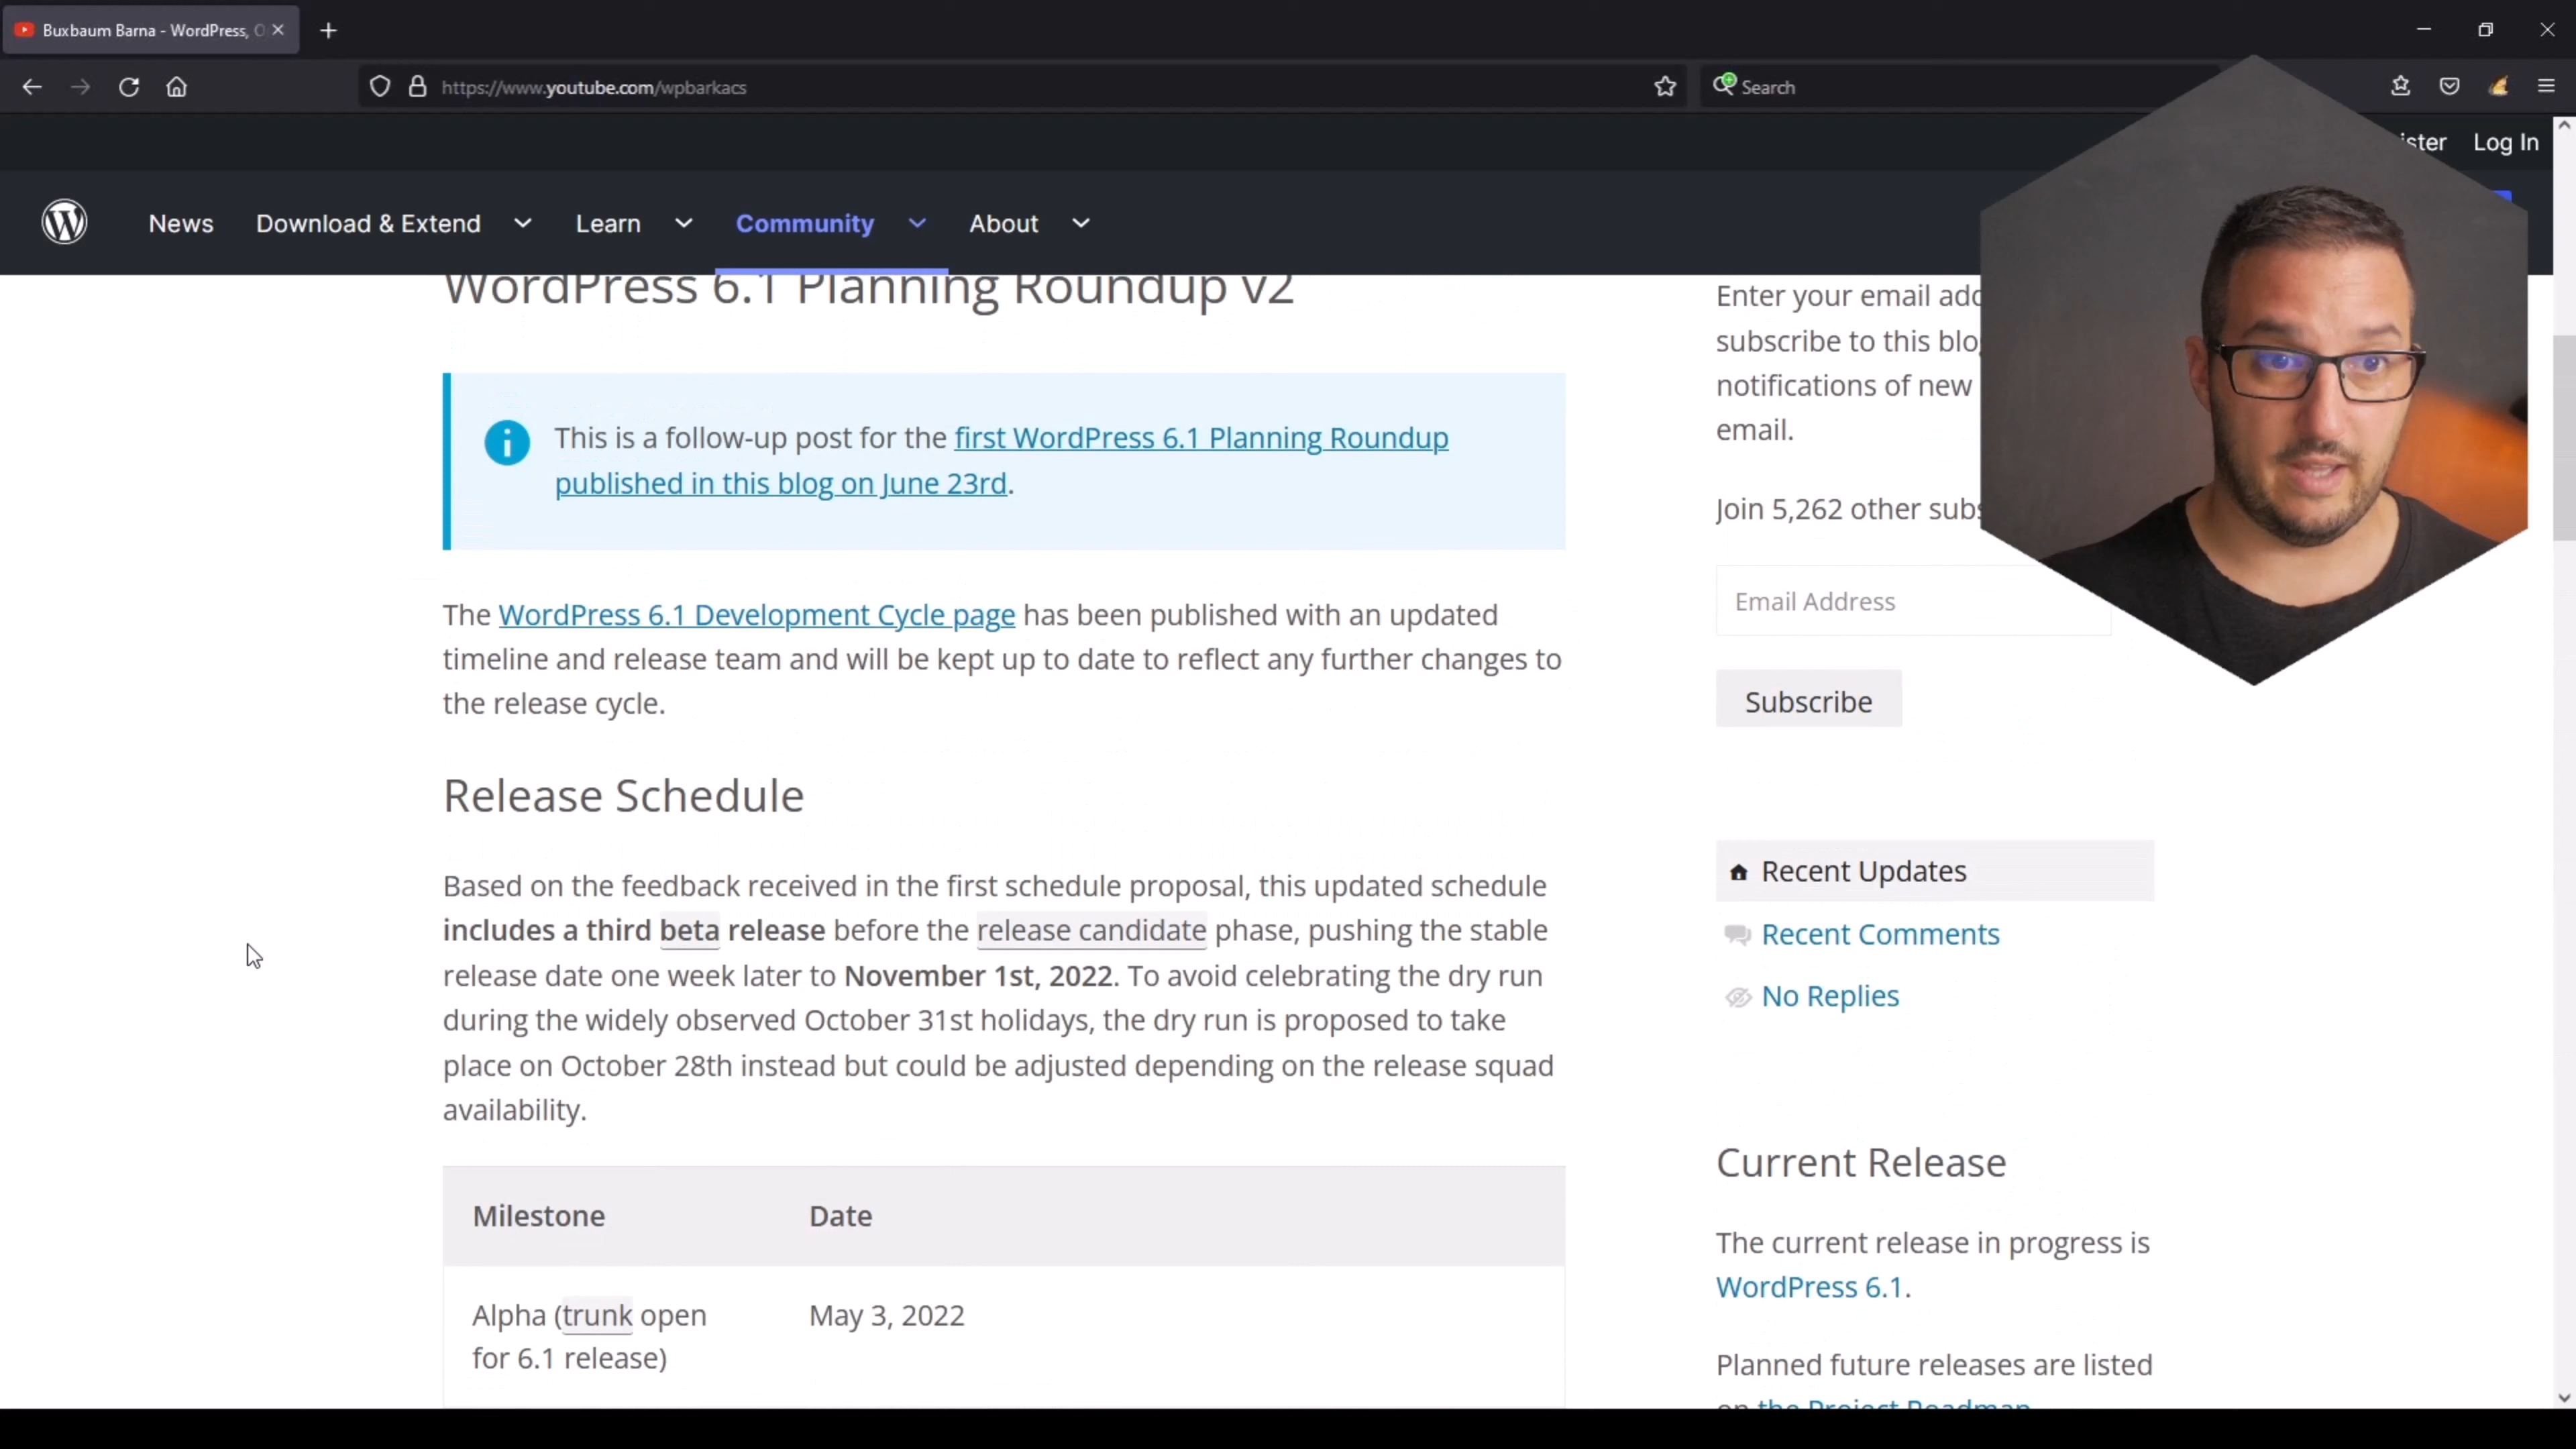 Buxbaum Barna - WordPress, O
https://www.youtube.com/wpbarkacs
Search
Log In
News
Download & Extend
Learn
Community
About
WordPress 6.1 Planning Roundup v2
This is a follow-up post for the first WordPress 6.1 Planning Roundup
published in this blog on June 23rd.
The WordPress 6.1 Development Cycle page has been published with an updated
timeline and release team and will be kept up to date to reflect any further changes to
the release cycle.
Release Schedule
Based on the feedback received in the first schedule proposal, this updated schedule
includes a third beta release before the release candidate phase, pushing the stable
release date one week later to November 1st, 2022. To avoid celebrating the dry run
during the widely observed October 31st holidays, the dry run is proposed to take
place on October 28th instead but could be adjusted depending on the release squad
availability.
Milestone
Date
Alpha (trunk open
for 6.1 release)
May 3, 2022
Enter your email
subscribe to this
notifications of new
email.
Join 5,262 other
Email Address
Subscribe
Recent Updates
Recent Comments
No Replies
Current Release
The current release in progress is
WordPress 6.1.
Planned future releases are listed
on the Project Roadmap